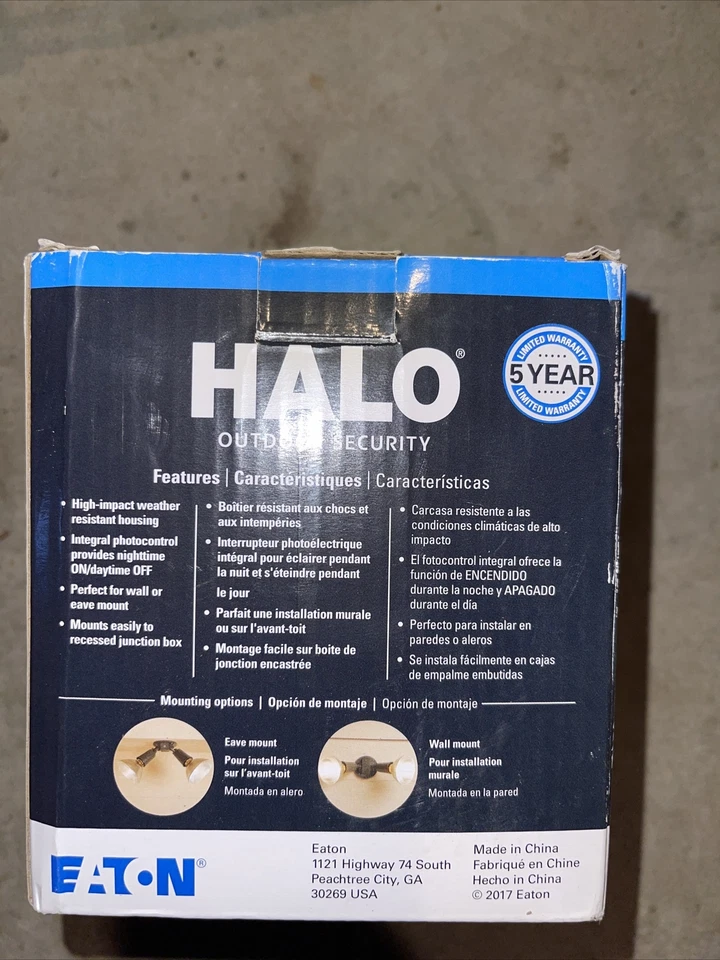 HALO®
OUTDOOR SECURITY
LIMITED WARRANTY
5 YEAR
LIMITED WARRANTY
Features | Caractéristiques | Características
• High-impact weather
resistant housing
• Integral photocontrol
provides nighttime
ON/daytime OFF
• Perfect for wall or
eave mount
• Mounts easily to
recessed junction box
• Boîtier résistant aux chocs et
aux intempéries
• Interrupteur photoélectrique
intégral pour éclairer pendant
la nuit et s'éteindre pendant
le jour
• Parfait une installation murale
ou sur l'avant-toit
• Montage facile sur boite de
jonction encastrée
• Carcasa resistente a las
condiciones climáticas de alto
impacto
• El fotocontrol integral ofrece la
función de ENCENDIDO
durante la noche y APAGADO
durante el día
• Perfecto para instalar en
paredes o aleros
• Se instala fácilmente en cajas
de empalme embutidas
Mounting options | Opción de montaje | Opción de montaje
Eave mount
Pour installation
sur l'avant-toit
Montada en alero
Wall mount
Pour installation
murale
Montada en la pared
EATON®
Eaton
1121 Highway 74 South
Peachtree City, GA
30269 USA
Made in China
Fabriqué en Chine
Hecho in China
© 2017 Eaton